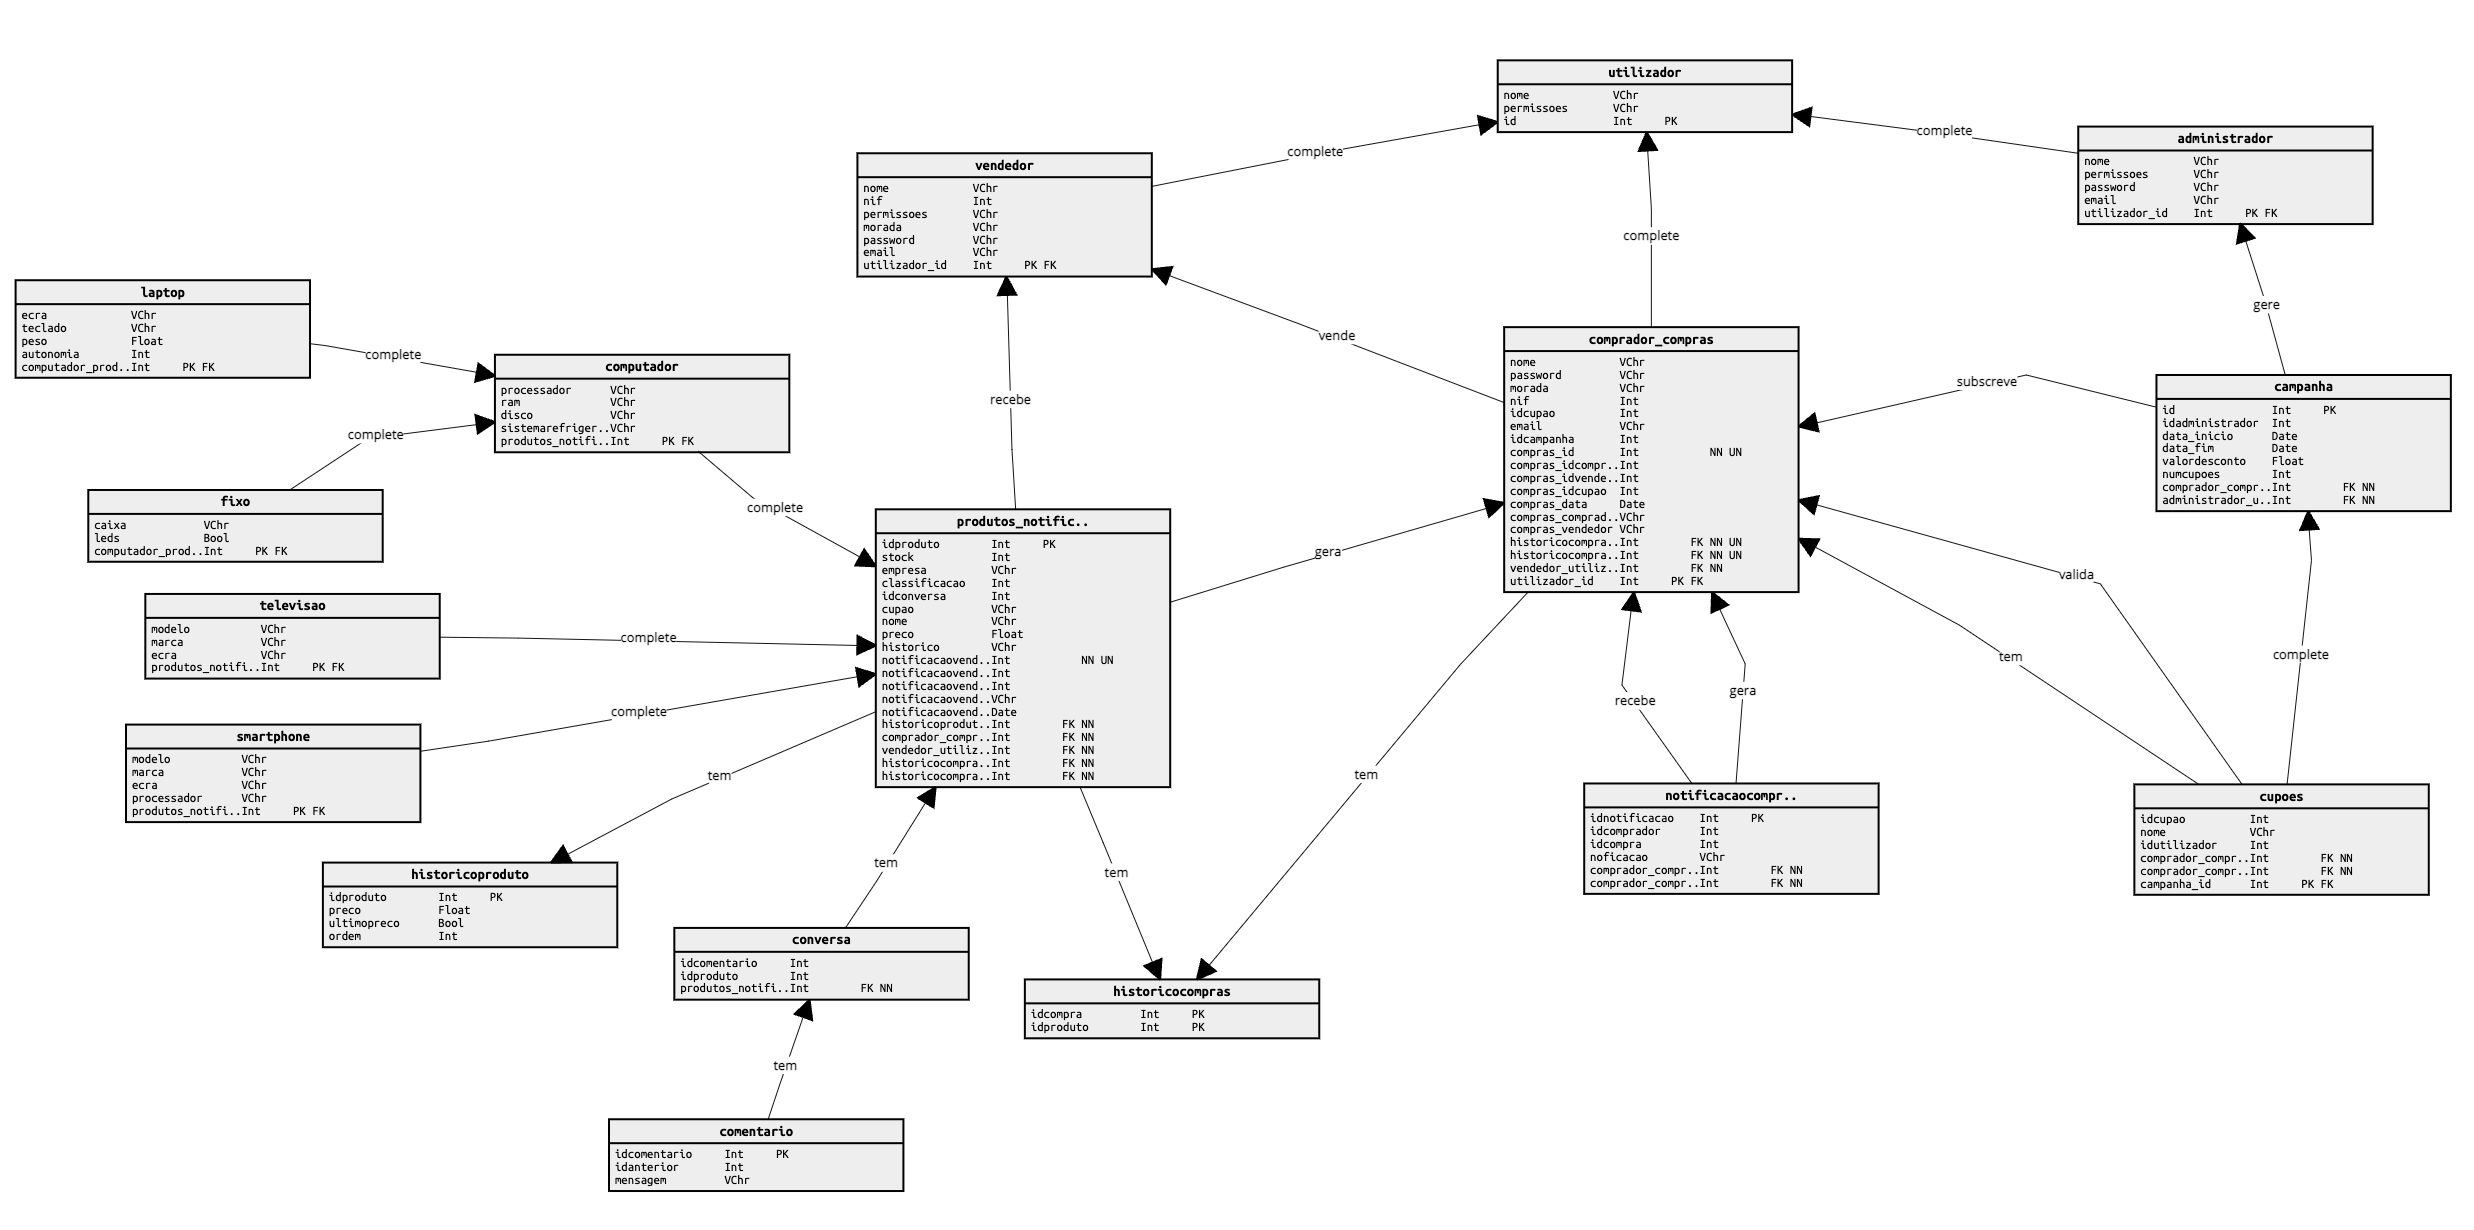 utilizador
nome VChr
permissoes VChr
id Int PK
complete
complete
complete
administrador
nome VChr
permissoes VChr
password VChr
email VChr
utilizador_id Int PK FK
vendedor
nome VChr
nif Int
permissoes VChr
morada VChr
password VChr
email VChr
utilizador_id Int PK FK
gere
vende
recebe
laptop
ecra VChr
teclado VChr
peso Float
autonomia Int
computador_prod..Int PK FK
complete
complete
computador
processador VChr
ram VChr
disco VChr
sistemarefriger..VChr
produtos_notifi..Int PK FK
complete
comprador_compras
nome VChr
password VChr
morada VChr
nif Int
idcupao Int
email VChr
idcampanha Int
compras_id Int NN UN
compras_idcompr..Int
compras_idvende..Int
compras_idcupao Int
compras_data Date
compras_comprad..VChr
compras_vendedor VChr
historicocompra..Int FK NN UN
historicocompra..Int FK NN UN
vendedor_utiliz..Int FK NN
utilizador_id Int PK FK
subscreve
campanha
id Int PK
idadministrador Int
data_inicio Date
data_fim Date
valordesconto Float
numcupoes Int
comprador_compr..Int FK NN
administrador_u..Int FK NN
fixo
caixa VChr
leds Bool
computador_prod..Int PK FK
produtos_notific..
idproduto Int PK
stock Int
empresa VChr
classificacao Int
idconversa Int
cupao VChr
nome VChr
preco Float
historico VChr
notificacaovend..Int NN UN
notificacaovend..Int
notificacaovend..Int
notificacaovend..VChr
notificacaovend..Date
historicoprodut..Int FK NN
comprador_compr..Int FK NN
vendedor_utiliz..Int FK NN
historicocompra..Int FK NN
historicocompra..Int FK NN
gera
valida
televisao
modelo VChr
marca VChr
ecra VChr
produtos_notifi..Int PK FK
complete
complete
tem
complete
recebe
gera
smartphone
modelo VChr
marca VChr
ecra VChr
processador VChr
produtos_notifi..Int PK FK
tem
tem
notificacaocompr..
idnotificacao Int PK
idcomprador Int
idcompra Int
noficacao VChr
comprador_compr..Int FK NN
comprador_compr..Int FK NN
cupoes
idcupao Int
nome VChr
idutilizador Int
comprador_compr..Int FK NN
comprador_compr..Int FK NN
campanha_id Int PK FK
historicoproduto
idproduto Int PK
preco Float
ultimopreco Bool
ordem Int
tem
tem
conversa
idcomentario Int
idproduto Int
produtos_notifi..Int FK NN
historicocompras
idcompra Int PK
idproduto Int PK
tem
comentario
idcomentario Int PK
idanterior Int
mensagem VChr